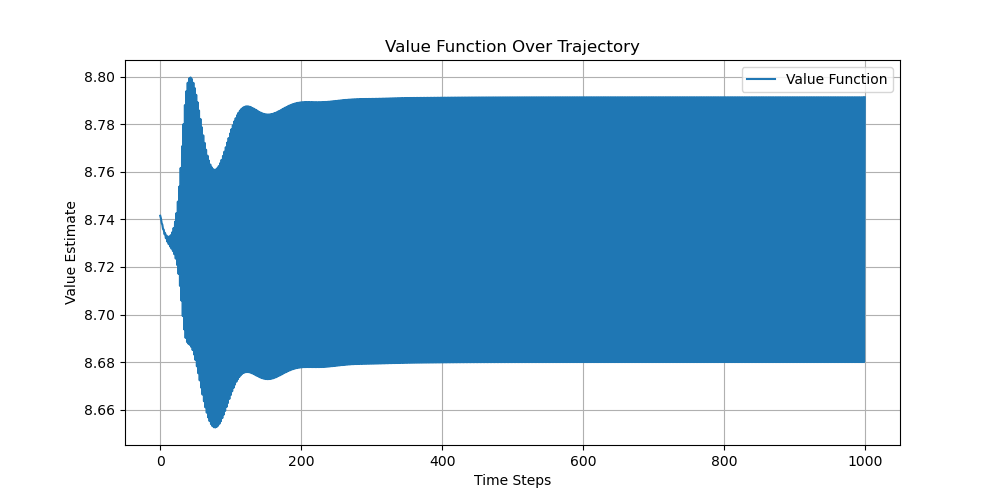 Value Function Over Trajectory
Value Function
8.80
8.78
8.76
8.74
8.72
8.70
8.68
8.66
Value Estimate
0 200 400 600 800 1000
Time Steps